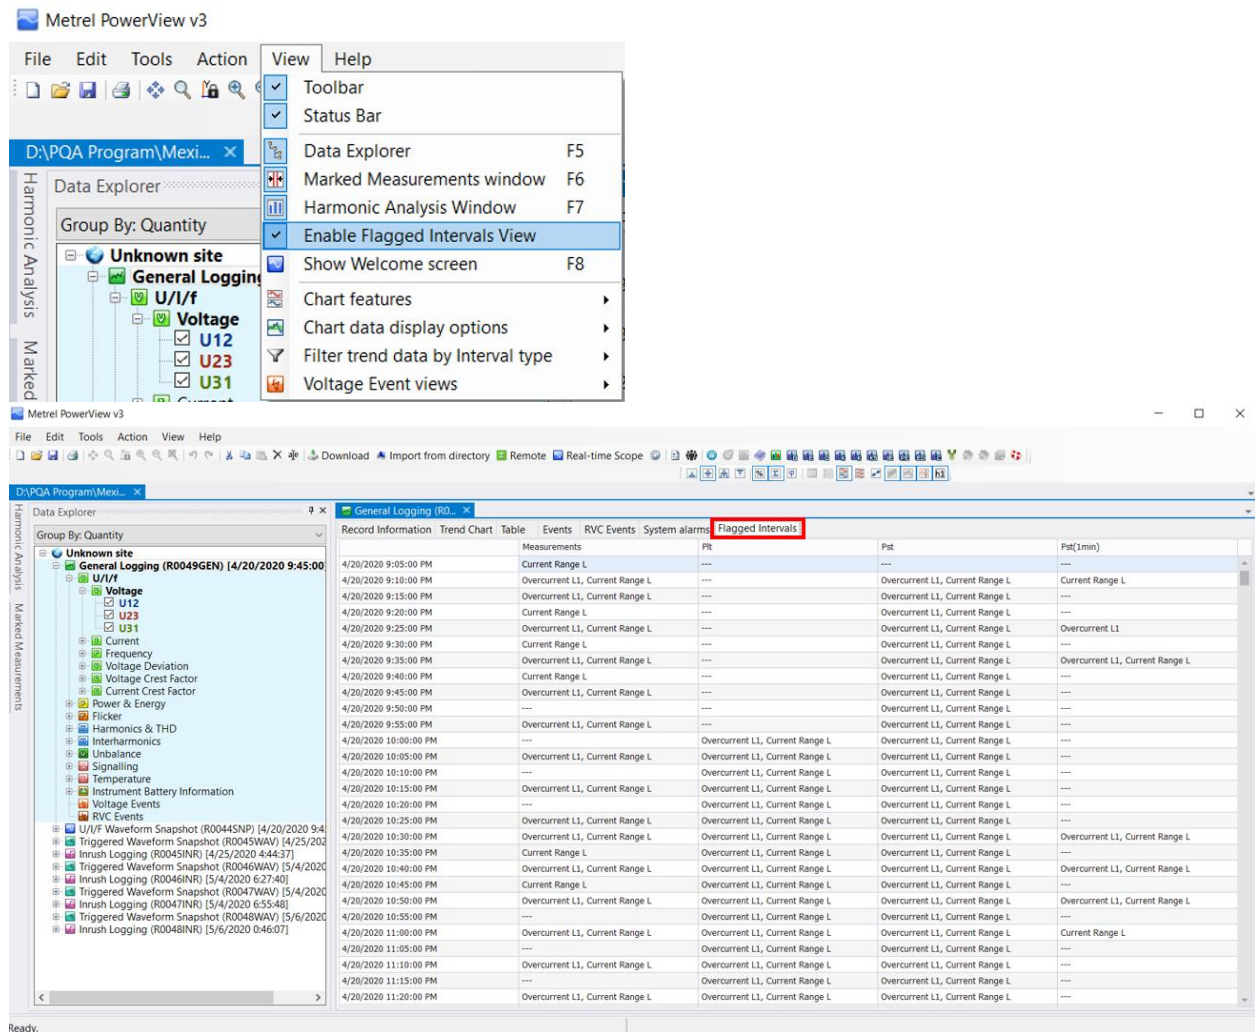 Metrel PowerView v3
File Edit Tools Action View Help
Toolbar
Status Bar
D:\PQA Program\Mexi... ×
Data Explorer F5
Harmonic Analysis
Data Explorer
Marked Measurements window F6
Group By: Quantity
Harmonic Analysis Window F7
Enable Flagged Intervals View
Unknown site
Show Welcome screen F8
General Logging
U/I/f
Chart features
Voltage
Chart data display options
U12
Marked
U23
Filter trend data by Interval type
U31
Voltage Event views
Metrel PowerView v3
File Edit Tools Action View Help
Download Import from directory Remote Real-time Scope
h1
D:\PQA Program\Mexi... ×
Harmonic Analysis
Marked Measurements
Data Explorer
Group By: Quantity
Unknown site
General Logging (R0049GEN) [4/20/2020 9:45:00
U/I/f
Voltage
U12
U23
U31
Current
Frequency
Voltage Deviation
Voltage Crest Factor
Current Crest Factor
Power & Energy
Flicker
Harmonics & THD
Interharmonics
Unbalance
Signalling
Temperature
Instrument Battery Information
Voltage Events
RVC Events
U/I/F Waveform Snapshot (R0044SNP) [4/20/2020 9:4
Triggered Waveform Snapshot (R0045WAV) [4/25/202
Inrush Logging (R0045INR) [4/25/2020 4:44:37]
Triggered Waveform Snapshot (R0046WAV) [5/4/2020
Inrush Logging (R0046INR) [5/4/2020 6:27:40]
Triggered Waveform Snapshot (R0047WAV) [5/4/2020
Inrush Logging (R0047INR) [5/4/2020 6:55:48]
Triggered Waveform Snapshot (R0048WAV) [5/6/2020
Inrush Logging (R0048INR) [5/6/2020 0:46:07]
General Logging (R0... ×
Record Information Trend Chart Table Events RVC Events System alarms Flagged Intervals
Measurements Plt Pst Pst(1min)
4/20/2020 9:05:00 PM Current Range L --- --- ---
4/20/2020 9:10:00 PM Overcurrent L1, Current Range L --- Overcurrent L1, Current Range L Current Range L
4/20/2020 9:15:00 PM Overcurrent L1, Current Range L --- Overcurrent L1, Current Range L ---
4/20/2020 9:20:00 PM Current Range L --- Overcurrent L1, Current Range L ---
4/20/2020 9:25:00 PM Overcurrent L1, Current Range L --- Overcurrent L1, Current Range L Overcurrent L1
4/20/2020 9:30:00 PM Current Range L --- Overcurrent L1, Current Range L ---
4/20/2020 9:35:00 PM Overcurrent L1, Current Range L --- Overcurrent L1, Current Range L Overcurrent L1, Current Range L
4/20/2020 9:40:00 PM Current Range L --- Overcurrent L1, Current Range L ---
4/20/2020 9:45:00 PM Overcurrent L1, Current Range L --- Overcurrent L1, Current Range L ---
4/20/2020 9:50:00 PM --- --- Overcurrent L1, Current Range L ---
4/20/2020 9:55:00 PM Overcurrent L1, Current Range L --- Overcurrent L1, Current Range L ---
4/20/2020 10:00:00 PM --- Overcurrent L1, Current Range L Overcurrent L1, Current Range L ---
4/20/2020 10:05:00 PM Overcurrent L1, Current Range L Overcurrent L1, Current Range L Overcurrent L1, Current Range L ---
4/20/2020 10:10:00 PM --- Overcurrent L1, Current Range L Overcurrent L1, Current Range L ---
4/20/2020 10:15:00 PM Overcurrent L1, Current Range L Overcurrent L1, Current Range L Overcurrent L1, Current Range L ---
4/20/2020 10:20:00 PM --- Overcurrent L1, Current Range L Overcurrent L1, Current Range L ---
4/20/2020 10:25:00 PM Overcurrent L1, Current Range L Overcurrent L1, Current Range L Overcurrent L1, Current Range L ---
4/20/2020 10:30:00 PM Overcurrent L1, Current Range L Overcurrent L1, Current Range L Overcurrent L1, Current Range L Overcurrent L1, Current Range L
4/20/2020 10:35:00 PM Current Range L Overcurrent L1, Current Range L Overcurrent L1, Current Range L ---
4/20/2020 10:40:00 PM Overcurrent L1, Current Range L Overcurrent L1, Current Range L Overcurrent L1, Current Range L Overcurrent L1, Current Range L
4/20/2020 10:45:00 PM Current Range L Overcurrent L1, Current Range L Overcurrent L1, Current Range L ---
4/20/2020 10:50:00 PM Overcurrent L1, Current Range L Overcurrent L1, Current Range L Overcurrent L1, Current Range L Overcurrent L1, Current Range L
4/20/2020 10:55:00 PM --- Overcurrent L1, Current Range L Overcurrent L1, Current Range L ---
4/20/2020 11:00:00 PM Overcurrent L1, Current Range L Overcurrent L1, Current Range L Overcurrent L1, Current Range L Current Range L
4/20/2020 11:05:00 PM --- Overcurrent L1, Current Range L Overcurrent L1, Current Range L ---
4/20/2020 11:10:00 PM Overcurrent L1, Current Range L Overcurrent L1, Current Range L Overcurrent L1, Current Range L ---
4/20/2020 11:15:00 PM --- Overcurrent L1, Current Range L Overcurrent L1, Current Range L ---
4/20/2020 11:20:00 PM Overcurrent L1, Current Range L Overcurrent L1, Current Range L Overcurrent L1, Current Range L ---
Ready.